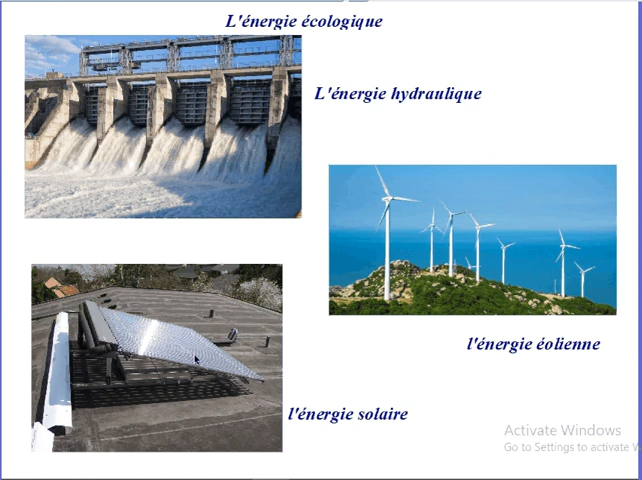 L'énergie écologique
L'énergie hydraulique
l'énergie éolienne
l'énergie solaire
Activate Windows
Go to Settings to activate W